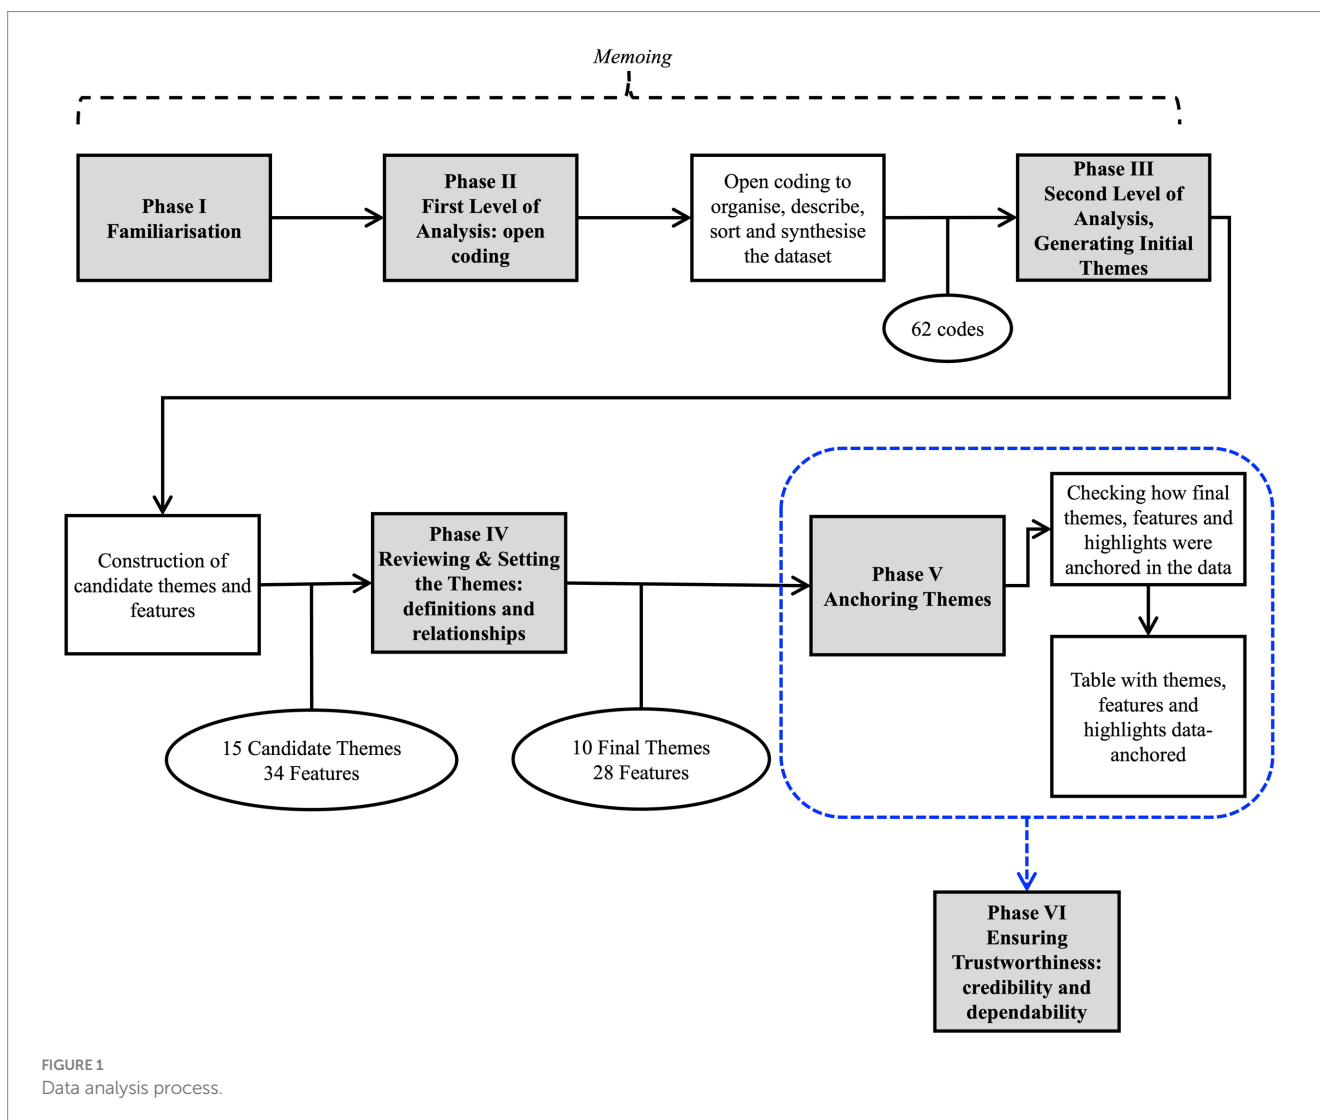 Memoing
Phase I
Familiarisation
Phase II
First Level of
Analysis: open
coding
Open coding to
organise, describe,
sort and synthesise
the dataset
Phase III
Second Level of
Analysis,
Generating Initial
Themes
62 codes
Construction of
candidate themes and
features
Phase IV
Reviewing & Setting
the Themes:
definitions and
relationships
Phase V
Anchoring Themes
Checking how final
themes, features and
highlights were
anchored in the data
Table with themes,
features and
highlights data-
anchored
15 Candidate Themes
34 Features
10 Final Themes
28 Features
Phase VI
Ensuring
Trustworthiness:
credibility and
dependability
FIGURE 1
Data analysis process.